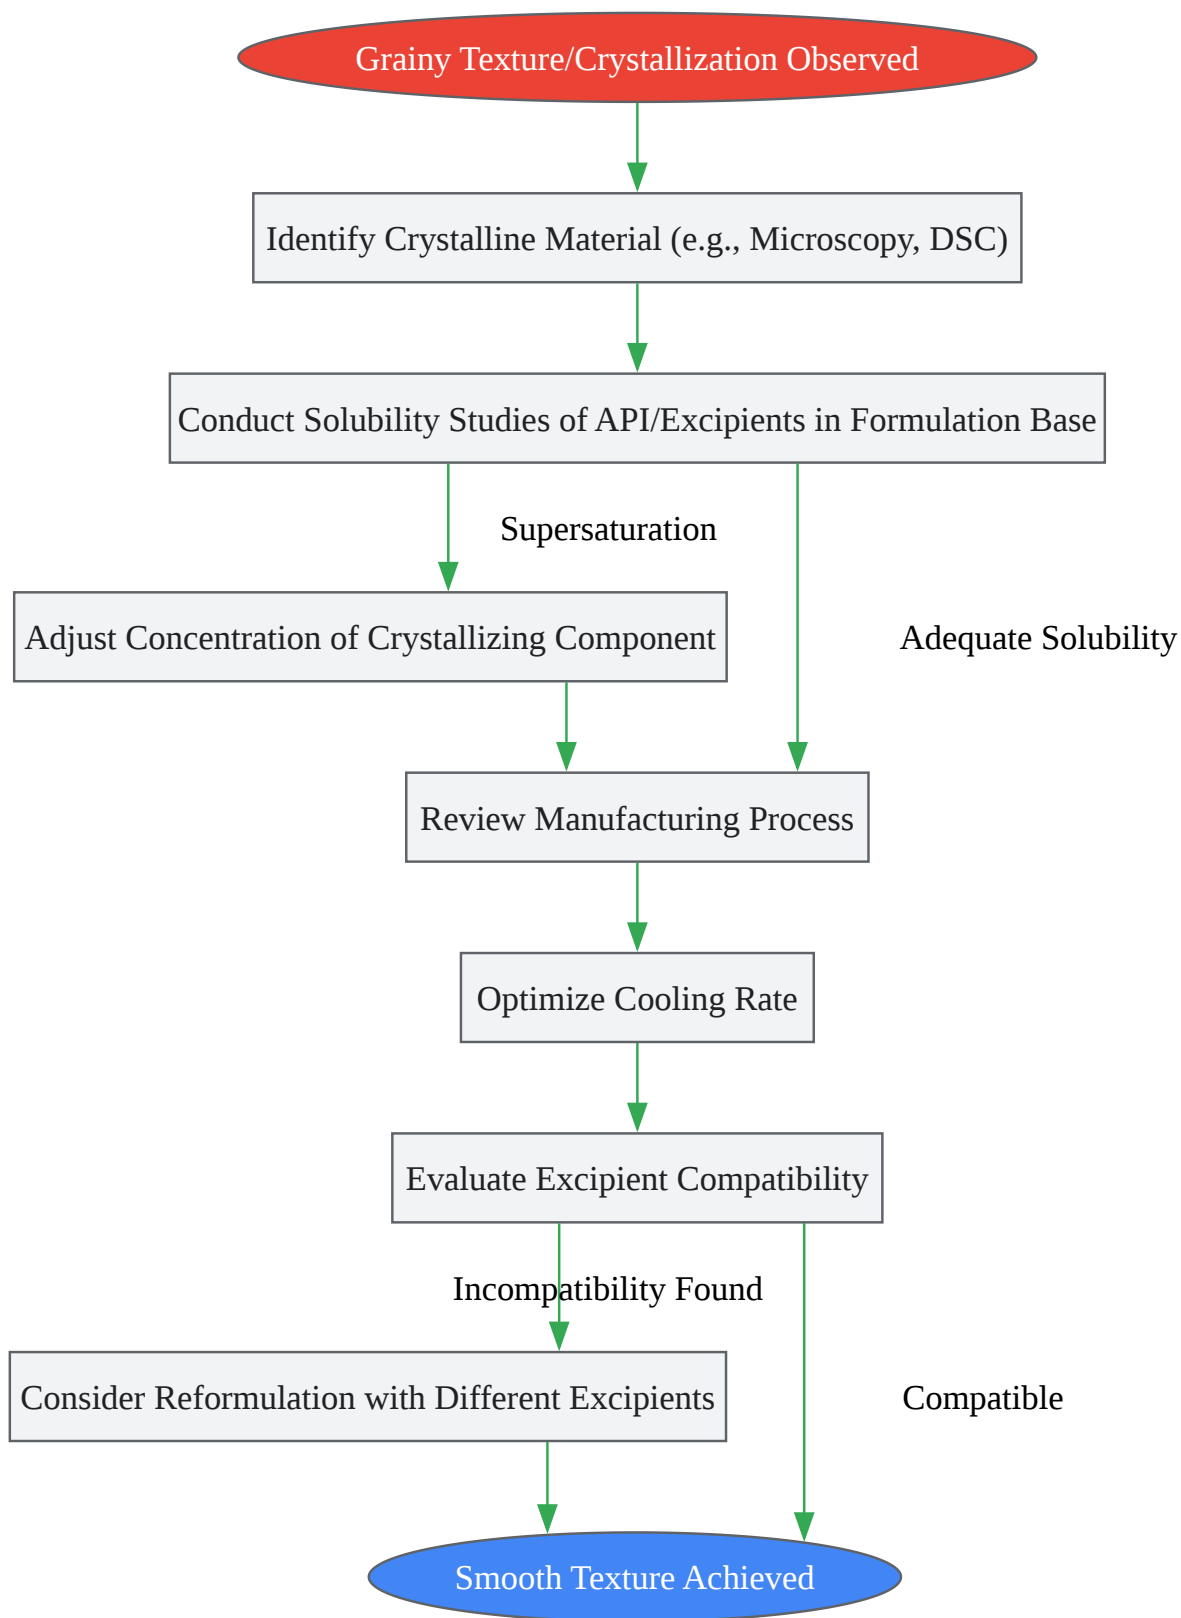 Grainy Texture/Crystallization Observed
Identify Crystalline Material (e.g., Microscopy, DSC)
Conduct Solubility Studies of API/Excipients in Formulation Base
Supersaturation
Adjust Concentration of Crystallizing Component
Adequate Solubility
Review Manufacturing Process
Optimize Cooling Rate
Evaluate Excipient Compatibility
Incompatibility Found
Consider Reformulation with Different Excipients
Compatible
Smooth Texture Achieved